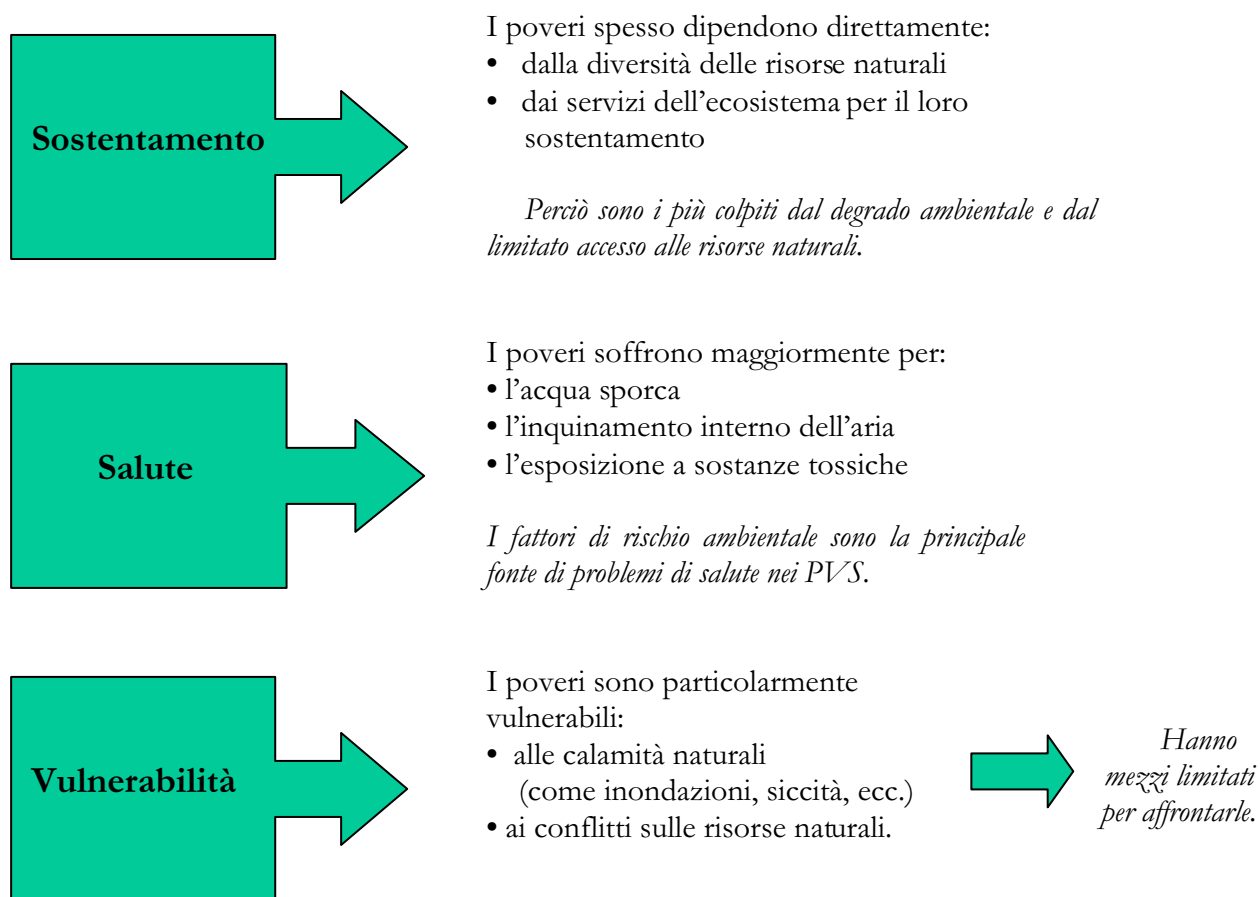 Sostentamento
I poveri spesso dipendono direttamente:
• dalla diversità delle risorse naturali
• dai servizi dell’ecosistema per il loro
sostentamento
Perciò sono i più colpiti dal degrado ambientale e dal
limitato accesso alle risorse naturali.
Salute
I poveri soffrono maggiormente per:
• l’acqua sporca
• l’inquinamento interno dell’aria
• l’esposizione a sostanze tossiche
I fattori di rischio ambientale sono la principale
fonte di problemi di salute nei PVS.
Vulnerabilità
I poveri sono particolarmente
vulnerabili:
• alle calamità naturali
(come inondazioni, siccità, ecc.)
• ai conflitti sulle risorse naturali.
Hanno
mezzi limitati
per affrontarle.